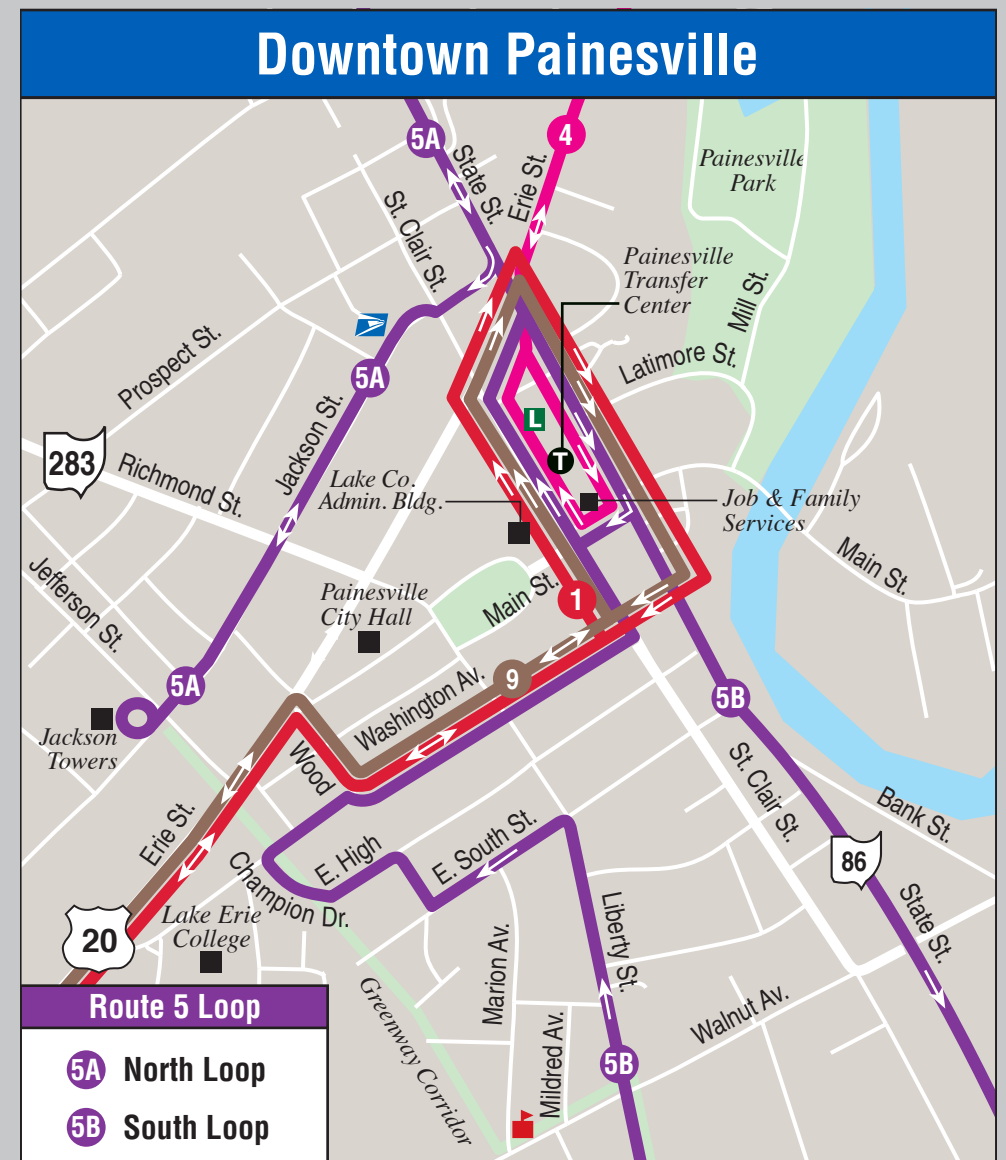 Downtown Painesville
5A
4
State St.
Erie St.
Painesville
Park
St. Clair St.
Painesville
Transfer
Center
Mill St.
Prospect St.
Latimore St.
5A
L
T
283
Richmond St.
Jackson St.
Lake Co.
Admin. Bldg.
Job & Family
Services
Main St.
Jefferson St.
Painesville
City Hall
Main St.
1
5A
9
5B
Washington Av.
Jackson
Towers
Wood
St. Clair St.
Bank St.
Erie St.
E. High
E. South St.
86
Champion Dr.
Lake Erie
College
20
Liberty St.
State St.
Marion Av.
Greenway Corridor
Walnut Av.
Mildred Av.
5B
Route 5 Loop
5A North Loop
5B South Loop